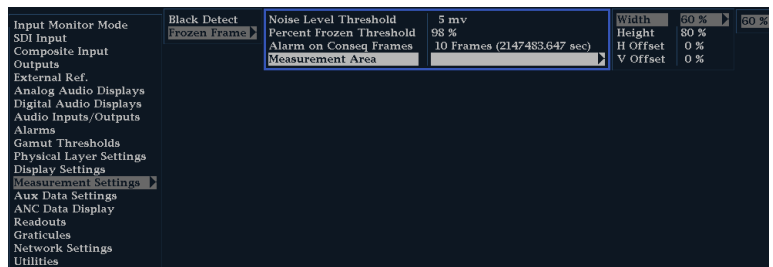 Input Monitor Mode
SDI Input
Composite Input
Outputs
External Ref.
Analog Audio Displays
Digital Audio Displays
Audio Inputs/Outputs
Alarms
Gamut Thresholds
Physical Layer Settings
Display Settings
Measurement Settings
Aux Data Settings
ANC Data Display
Readouts
Graticules
Network Settings
Utilities
Black Detect
Frozen Frame
Noise Level Threshold 5 mv
Percent Frozen Threshold 98 %
Alarm on Conseq Frames 10 Frames (2147483.647 sec)
Measurement Area
Width 60 %
Height 80 %
H Offset 0 %
V Offset 0 %
60 %